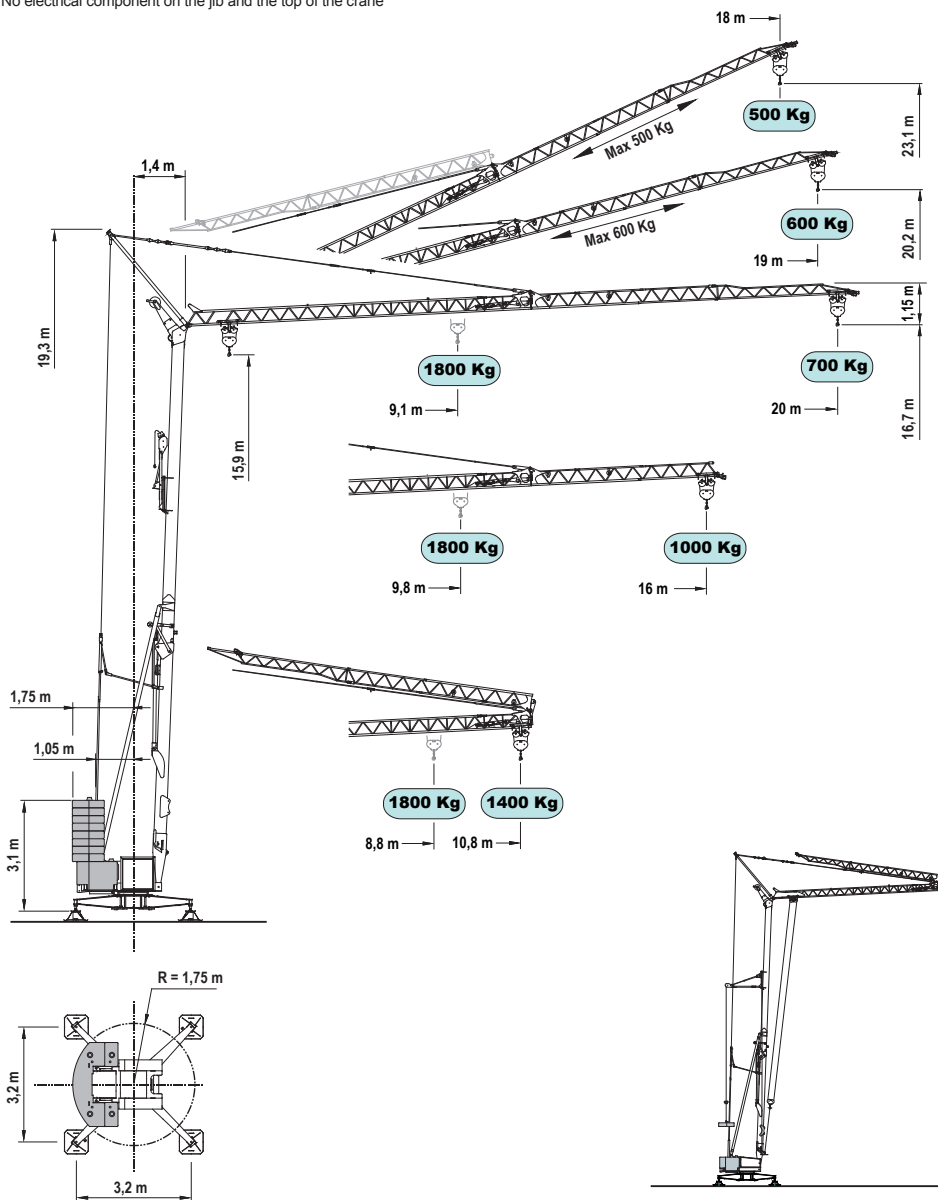 No electrical component on the jib and the top of the crane
18 m
500 Kg
Max 500 Kg
23,1 m
1,4 m
600 Kg
Max 600 Kg
20,2 m
19 m
19,3 m
1,15 m
1800 Kg
700 Kg
9,1 m
20 m
16,7 m
15,9 m
1800 Kg
1000 Kg
9,8 m
16 m
1,75 m
1,05 m
1800 Kg
1400 Kg
8,8 m
10,8 m
3,1 m
R = 1,75 m
3,2 m
3,2 m